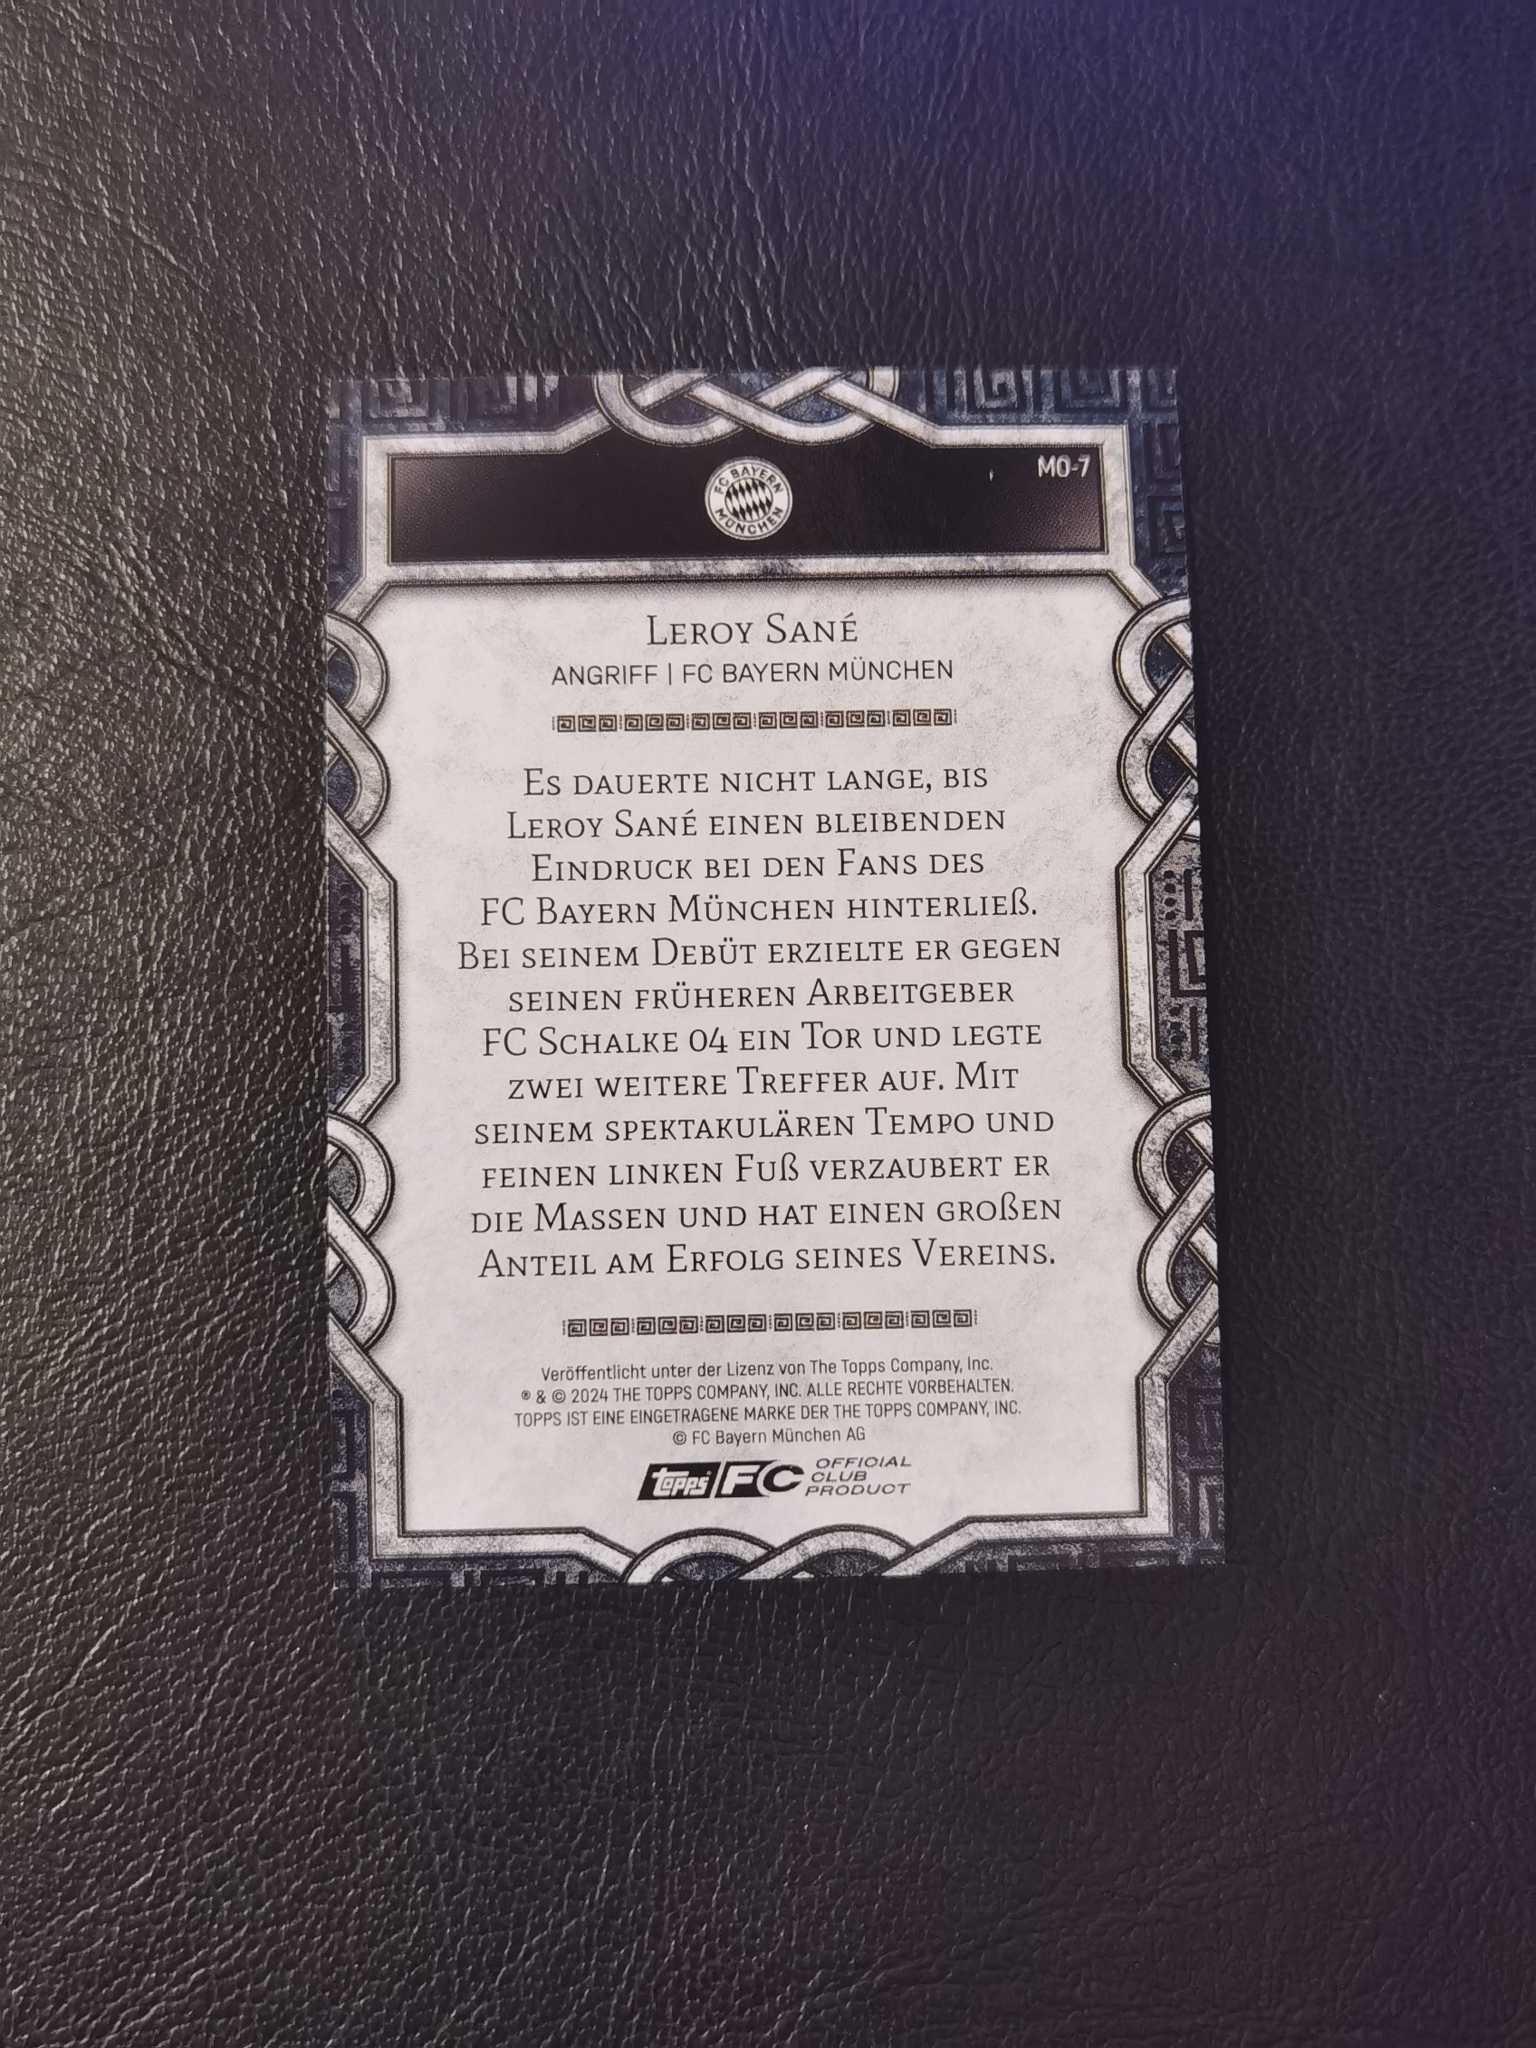 MO-7
FC BAYERN
MÜNCHEN
Leroy Sané
ANGRIFF | FC BAYERN MÜNCHEN
Es dauerte nicht lange, bis
Leroy Sané einen bleibenden
Eindruck bei den Fans des
FC Bayern München hinterließ.
Bei seinem Debüt erzielte er gegen
seinen früheren Arbeitgeber
FC Schalke 04 ein Tor und legte
zwei weitere Treffer auf. Mit
seinem spektakulären Tempo und
feinen linken Fuß verzaubert er
die Massen und hat einen großen
Anteil am Erfolg seines Vereins.
Veröffentlicht unter der Lizenz von The Topps Company, Inc.
® & © 2024 THE TOPPS COMPANY, INC. ALLE RECHTE VORBEHALTEN.
TOPPS IST EINE EINGETRAGENE MARKE DER THE TOPPS COMPANY, INC.
© FC Bayern München AG
topps FC OFFICIAL
CLUB
PRODUCT